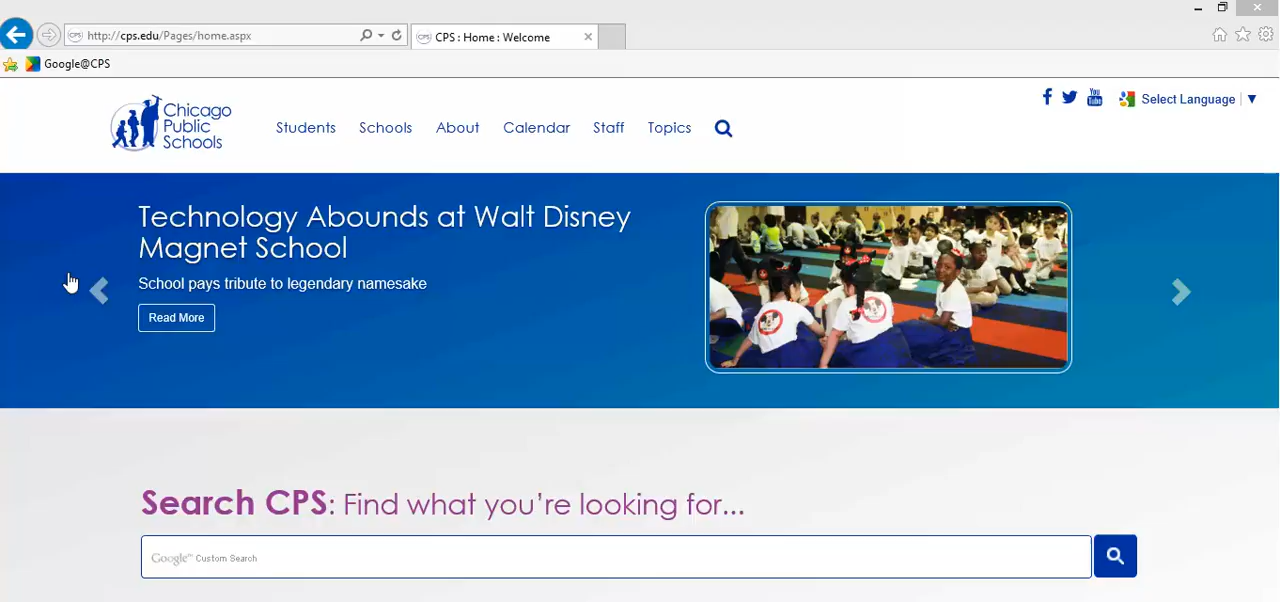 http://cps.edu/Pages/home.aspx
CPS : Home : Welcome
Google@CPS
Chicago
Public
Schools
Students
Schools
About
Calendar
Staff
Topics
You
Tube
Select Language
Technology Abounds at Walt Disney
Magnet School
School pays tribute to legendary namesake
Read More
Search CPS: Find what you're looking for...
Google™ Custom Search